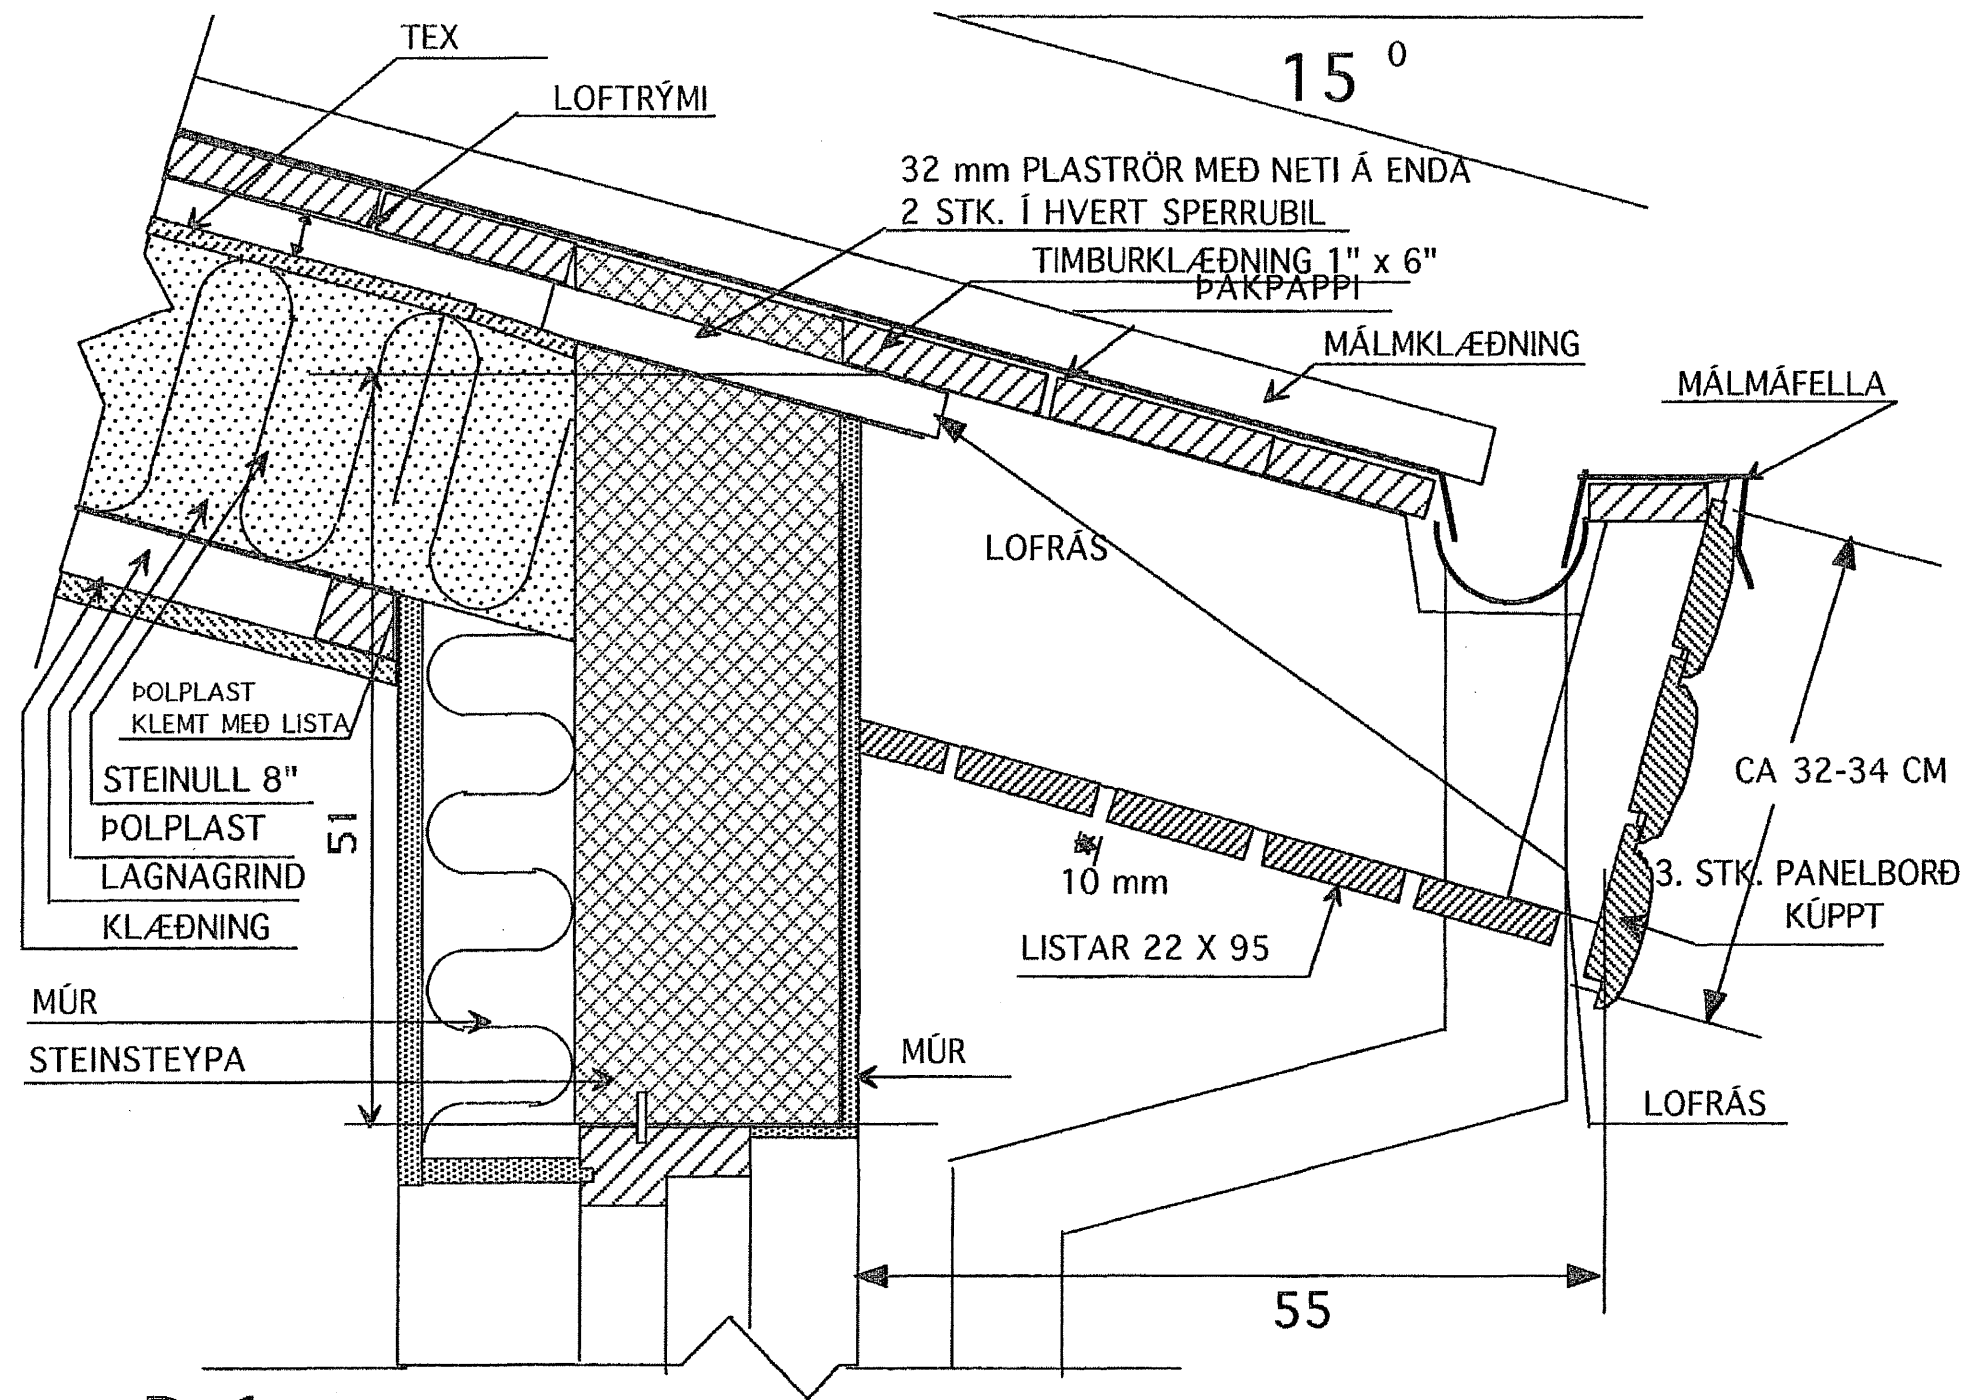 TEX
LOFTRÝMI
15 °
32 mm PLASTRÖR MEÐ NETI Á ENDA
2 STK. Í HVERT SPERRUBIL
TIMBURKLÆÐNING 1" x 6"
ÞAKPAPPI
MÁLMKLÆÐNING
MÁLMÁFELLA
LOFRÁS
ÞOLPLAST
KLEMT MEÐ LISTA
STEINULL 8"
ÞOLPLAST
LAGNAGRIND
KLÆÐNING
51
CA 32-34 CM
10 mm
3. STK. PANELBORÐ
KÚPPT
LISTAR 22 X 95
MÚR
STEINSTEYPA
MÚR
LOFRÁS
55